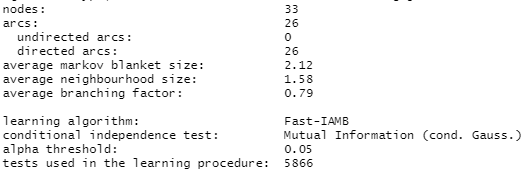 nodes: 33
arcs: 26
undirected arcs: 0
directed arcs: 26
average markov blanket size: 2.12
average neighbourhood size: 1.58
average branching factor: 0.79
learning algorithm: Fast-IAMB
conditional independence test: Mutual Information (cond. Gauss.)
alpha threshold: 0.05
tests used in the learning procedure: 5866